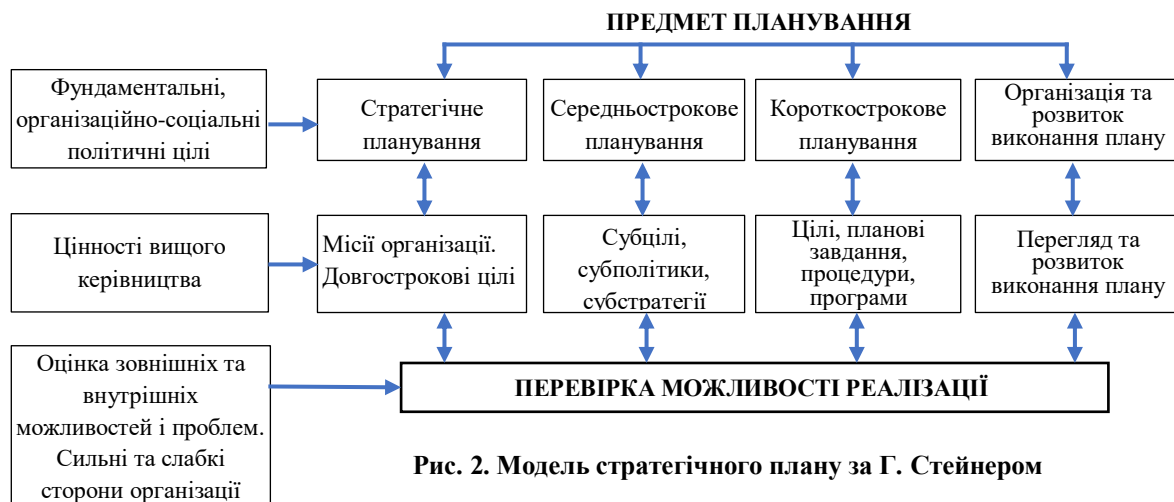 ПРЕДМЕТ ПЛАНУВАННЯ
Фундаментальні,
організаційно-соціальні
політичні цілі
Стратегічне
планування
Середньострокове
планування
Короткострокове
планування
Організація та
розвиток
виконання плану
Цінності вищого
керівництва
Місії організації.
Довгострокові цілі
Субцілі,
субполітики,
субстратегії
Цілі, планові
завдання,
процедури,
програми
Перегляд та
розвиток
виконання плану
Оцінка зовнішніх та
внутрішніх
можливостей і проблем.
Сильні та слабкі
сторони організації
ПЕРЕВІРКА МОЖЛИВОСТІ РЕАЛІЗАЦІЇ
Рис. 2. Модель стратегічного плану за Г. Стейнером